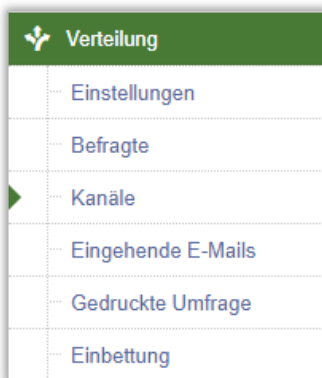 Verteilung
Einstellungen
Befragte
Kanäle
Eingehende E-Mails
Gedruckte Umfrage
Einbettung